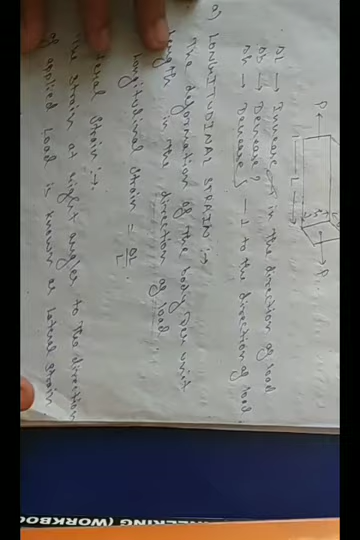 P
P
L
δl → Increase → in the direction of load
δb → Decrease
δt → Decrease } - ⊥ to the direction of load.
a) LONGITUDINAL STRAIN :→
The deformation of the body per unit
length in the direction of load.
Longitudinal Strain = δl/L
Strain :→
The Strain at right angles to the direction
of applied load is known as lateral strain